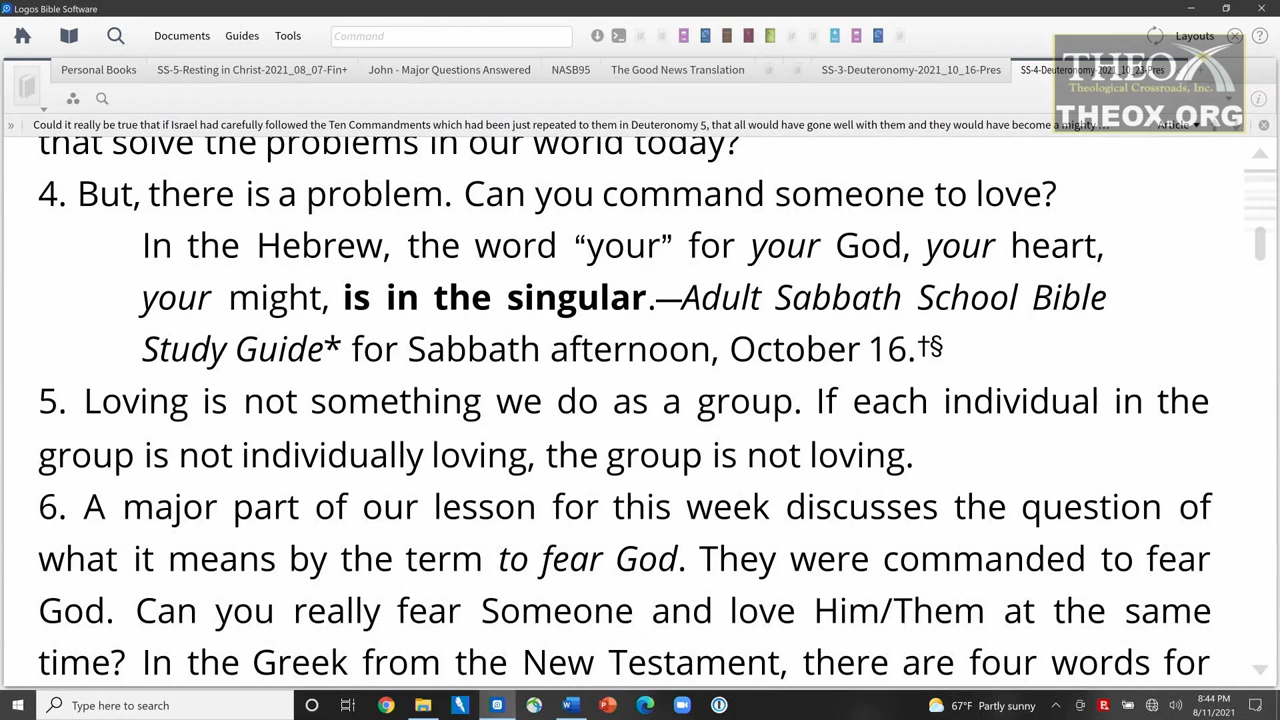 Logos Bible Software
Documents Guides Tools Command Layouts
THEOX
Theological Crossroads, Inc.
THEOX.ORG
Personal Books SS-5-Resting in Christ-2021_08_07-Fin+ s Answered NASB95 The Good News Translation SS-3-Deuteronomy-2021_10_16-Pres SS-4-Deuteronomy-2021_10_23-Pres
» Could it really be true that if Israel had carefully followed the Ten Commandments which had been just repeated to them in Deuteronomy 5, that all would have gone well with them and they would have become a mighty ... Article
that solve the problems in our world today?
4. But, there is a problem. Can you command someone to love?
In the Hebrew, the word “your” for your God, your heart,
your might, is in the singular.—Adult Sabbath School Bible
Study Guide* for Sabbath afternoon, October 16.†§
5. Loving is not something we do as a group. If each individual in the
group is not individually loving, the group is not loving.
6. A major part of our lesson for this week discusses the question of
what it means by the term to fear God. They were commanded to fear
God. Can you really fear Someone and love Him/Them at the same
time? In the Greek from the New Testament, there are four words for
Type here to search 67°F Partly sunny 8:44 PM
8/11/2021